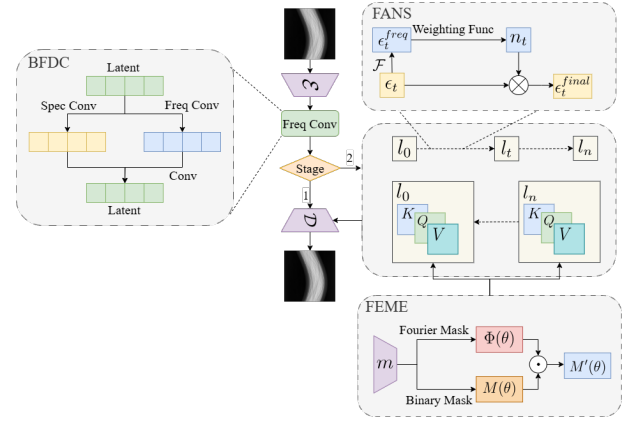 BFDC
Latent
Spec Conv
Freq Conv
Conv
Latent
ℰ
Freq Conv
Stage
2
1
𝒟
FANS
ϵ_t^{freq}
Weighting Func
n_t
ℱ
ϵ_t
ϵ_t^{final}
l_0
l_t
l_n
l_0
K
Q
V
l_n
K
Q
V
FEME
Fourier Mask
Φ(θ)
m
M'(θ)
M(θ)
Binary Mask